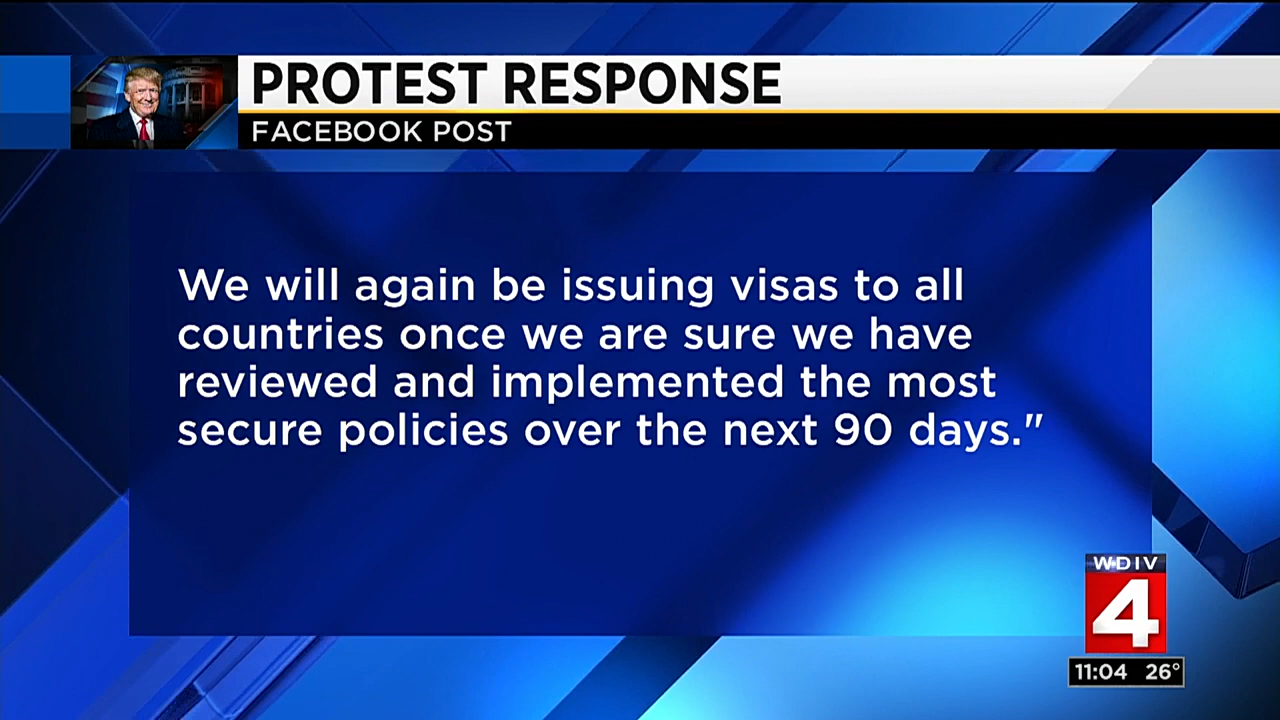 PROTEST RESPONSE
FACEBOOK POST
We will again be issuing visas to all
countries once we are sure we have
reviewed and implemented the most
secure policies over the next 90 days."
WDIV
4
11:04 26°